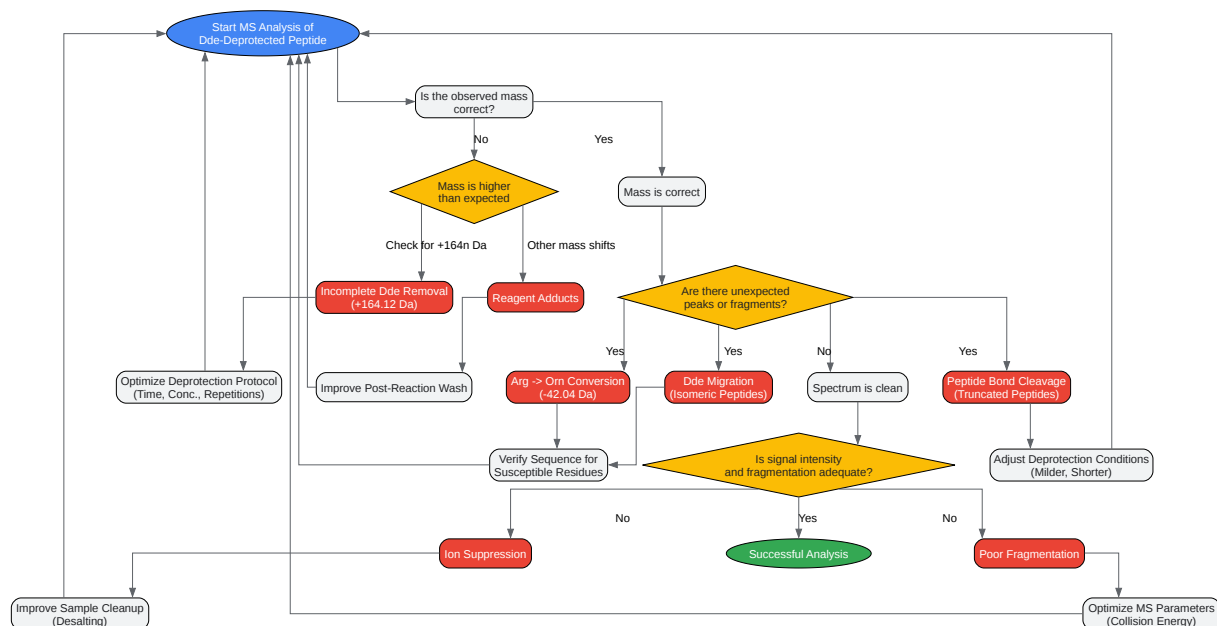 Start MS Analysis of
Dde-Deprotected Peptide
Is the observed mass
correct?
No
Yes
Mass is higher
than expected
Mass is correct
Check for +164n Da
Other mass shifts
Incomplete Dde Removal
(+164.12 Da)
Reagent Adducts
Are there unexpected
peaks or fragments?
Yes
Yes
No
Yes
Optimize Deprotection Protocol
(Time, Conc., Repetitions)
Improve Post-Reaction Wash
Arg -> Orn Conversion
(-42.04 Da)
Dde Migration
(Isomeric Peptides)
Spectrum is clean
Peptide Bond Cleavage
(Truncated Peptides)
Verify Sequence for
Susceptible Residues
Is signal intensity
and fragmentation adequate?
Adjust Deprotection Conditions
(Milder, Shorter)
No
Yes
No
Ion Suppression
Successful Analysis
Poor Fragmentation
Improve Sample Cleanup
(Desalting)
Optimize MS Parameters
(Collision Energy)